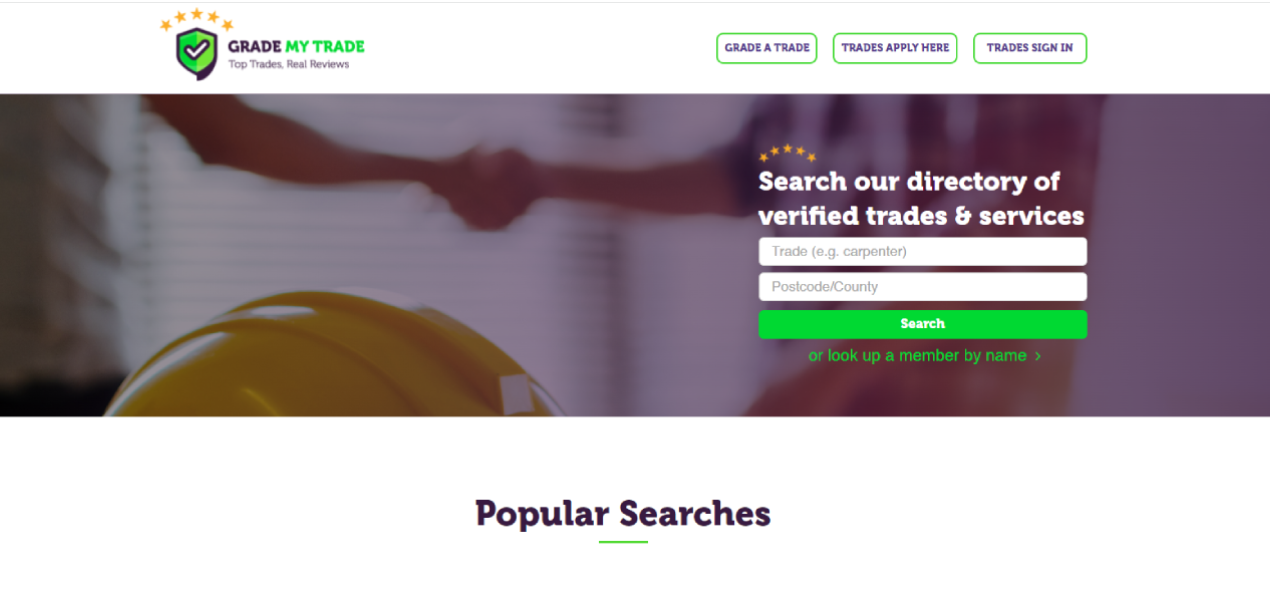 GRADE MY TRADE
Top Trades, Real Reviews
GRADE A TRADE
TRADES APPLY HERE
TRADES SIGN IN
Search our directory of
verified trades & services
Trade (e.g. carpenter)
Postcode/County
Search
or look up a member by name >
Popular Searches